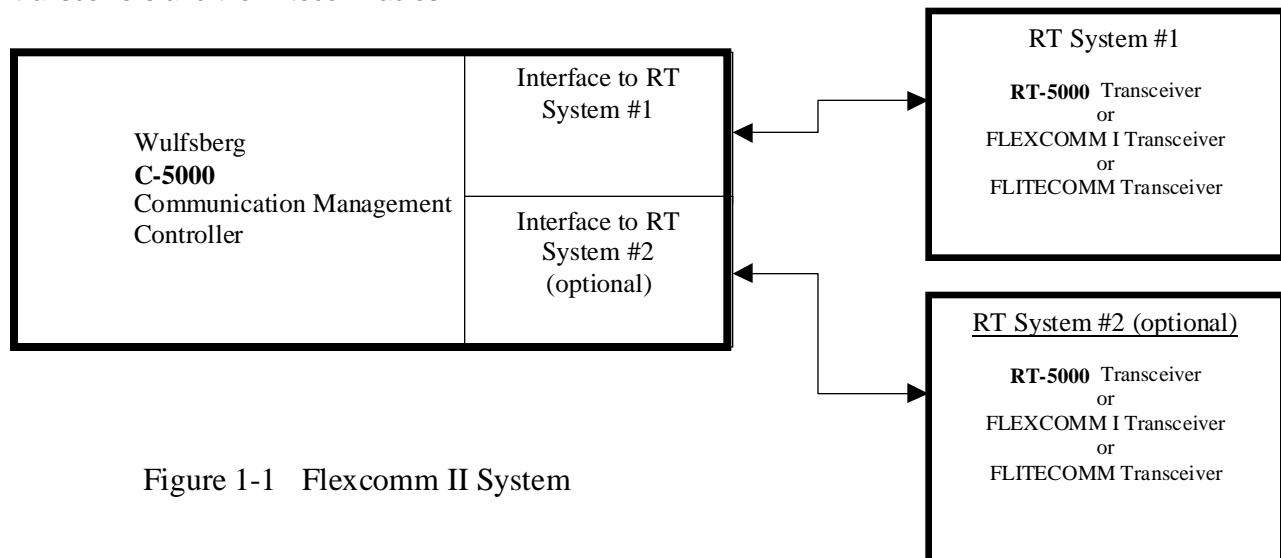 Interface to RT
System #1
Wulfsberg
C-5000
Communication Management
Controller
Interface to RT
System #2
(optional)
RT System #1
RT-5000 Transceiver
or
FLEXCOMM I Transceiver
or
FLITECOMM Transceiver
RT System #2 (optional)
RT-5000 Transceiver
or
FLEXCOMM I Transceiver
or
FLITECOMM Transceiver
Figure 1-1 Flexcomm II System